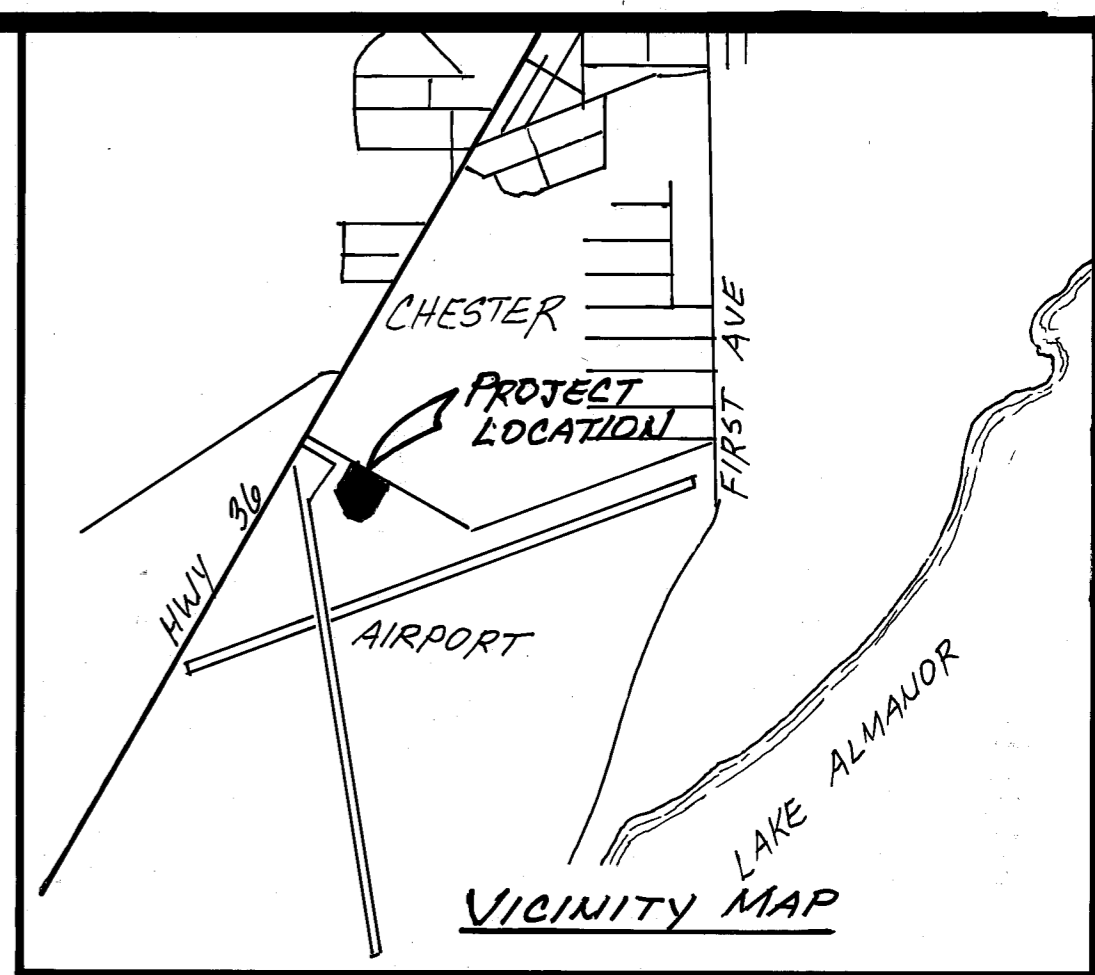 CHESTER
PROJECT
LOCATION
FIRST AVE
HWY 36
AIRPORT
LAKE ALMANOR
VICINITY MAP